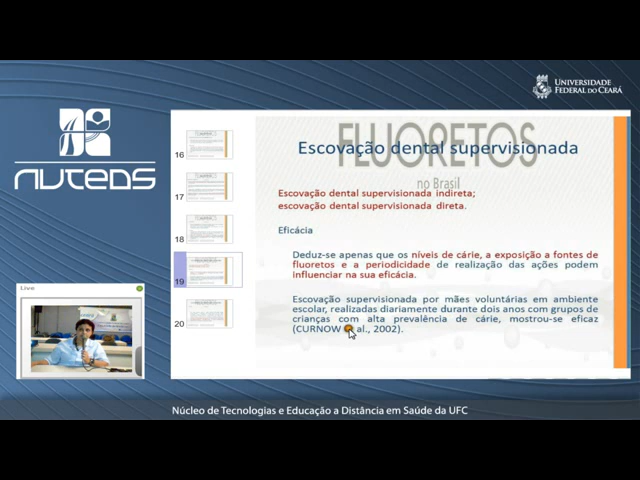 UNIVERSIDADE
FEDERAL DO CEARÁ
NUTEDS
16
17
18
19
20
FLUORETOS
no Brasil
Escovação dental supervisionada
Escovação dental supervisionada indireta;
escovação dental supervisionada direta.
Eficácia
Deduz-se apenas que os níveis de cárie, a exposição a fontes de
fluoretos e a periodicidade de realização das ações podem
influenciar na sua eficácia.
Escovação supervisionada por mães voluntárias em ambiente
escolar, realizadas diariamente durante dois anos com grupos de
crianças com alta prevalência de cárie, mostrou-se eficaz
(CURNOW al., 2002).
Live
Núcleo de Tecnologias e Educação a Distância em Saúde da UFC